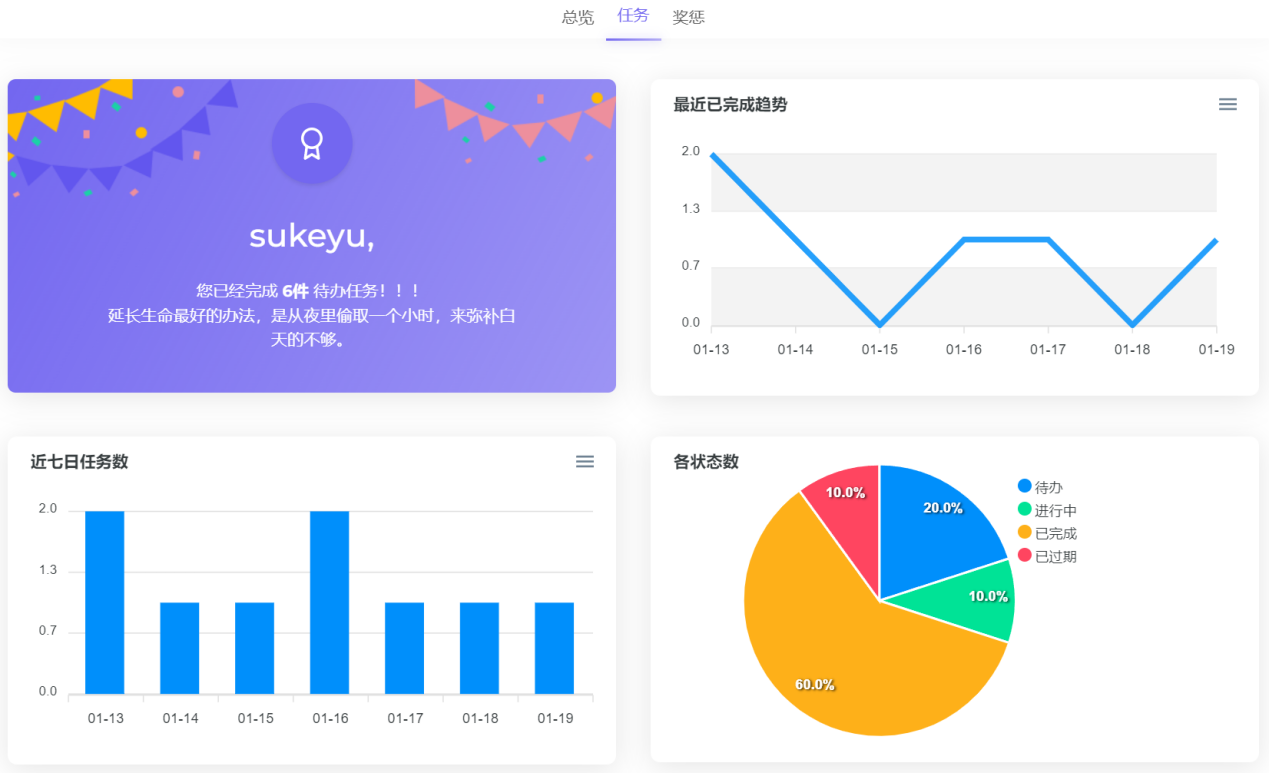 总览 任务 奖惩
sukeyu,
您已经完成 6件 待办任务！！！
延长生命最好的办法，是从夜里偷取一个小时，来弥补白
天的不够。
最近已完成趋势
2.0
1.3
0.7
0.0
01-13 01-14 01-15 01-16 01-17 01-18 01-19
近七日任务数
2.0
1.3
0.7
0.0
01-13 01-14 01-15 01-16 01-17 01-18 01-19
各状态数
10.0%
20.0%
10.0%
60.0%
待办
进行中
已完成
已过期